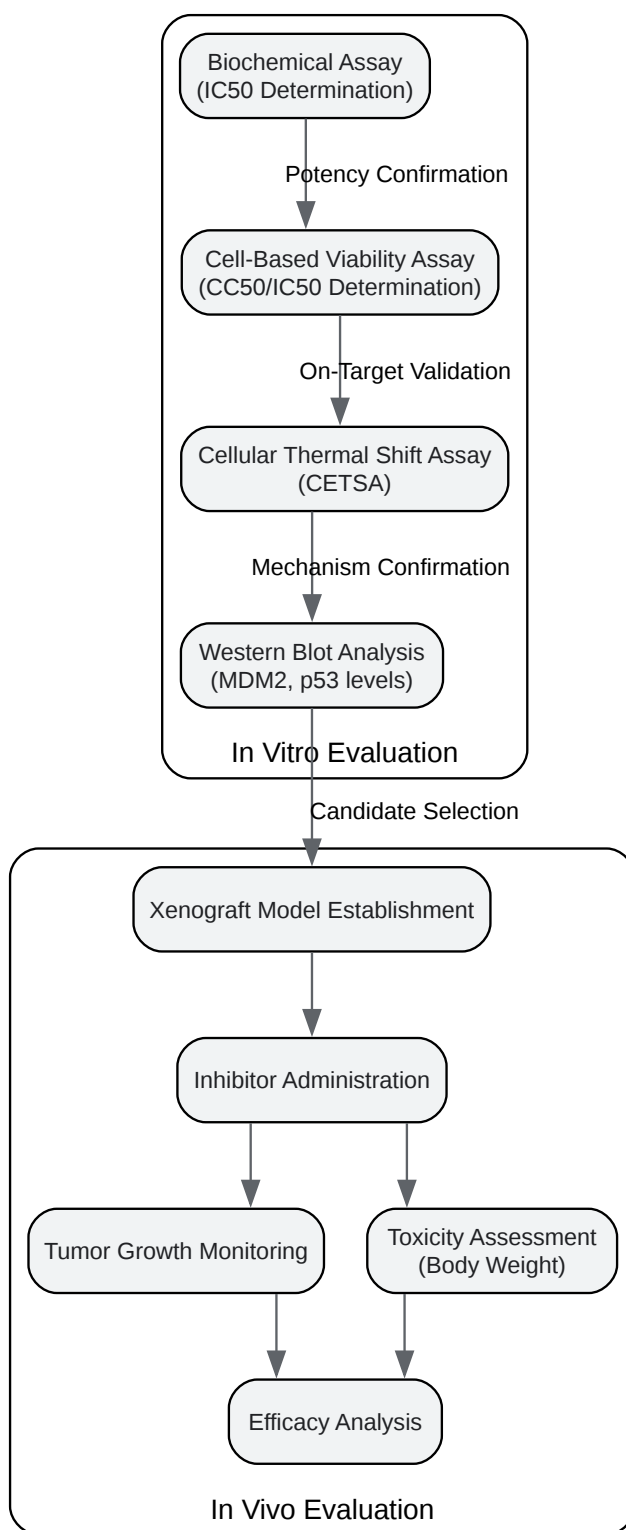 Biochemical Assay
(IC50 Determination)
Potency Confirmation
Cell-Based Viability Assay
(CC50/IC50 Determination)
On-Target Validation
Cellular Thermal Shift Assay
(CETSA)
Mechanism Confirmation
Western Blot Analysis
(MDM2, p53 levels)
In Vitro Evaluation
Candidate Selection
Xenograft Model Establishment
Inhibitor Administration
Tumor Growth Monitoring
Toxicity Assessment
(Body Weight)
Efficacy Analysis
In Vivo Evaluation